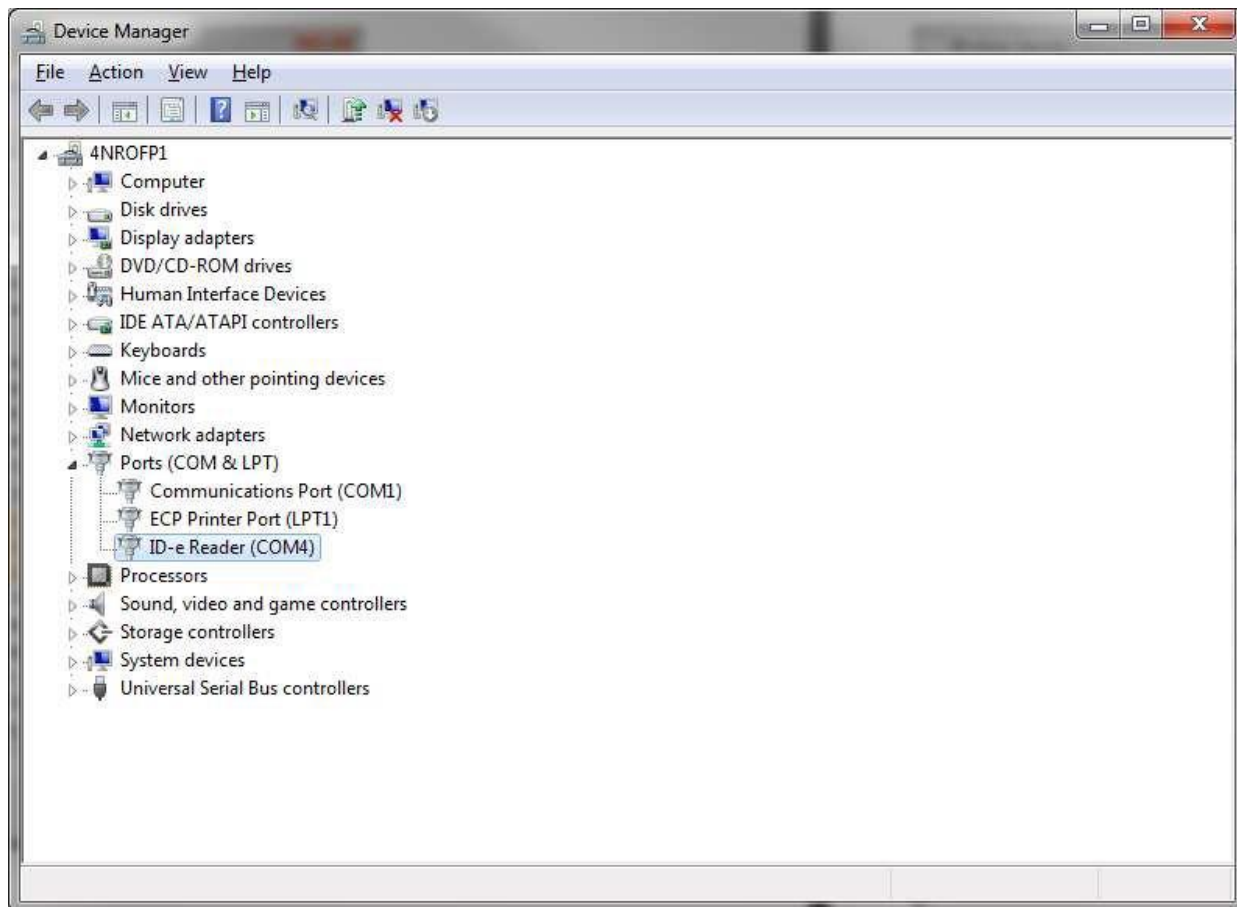 Device Manager
File Action View Help
4NROFP1
Computer
Disk drives
Display adapters
DVD/CD-ROM drives
Human Interface Devices
IDE ATA/ATAPI controllers
Keyboards
Mice and other pointing devices
Monitors
Network adapters
Ports (COM & LPT)
Communications Port (COM1)
ECP Printer Port (LPT1)
ID-e Reader (COM4)
Processors
Sound, video and game controllers
Storage controllers
System devices
Universal Serial Bus controllers